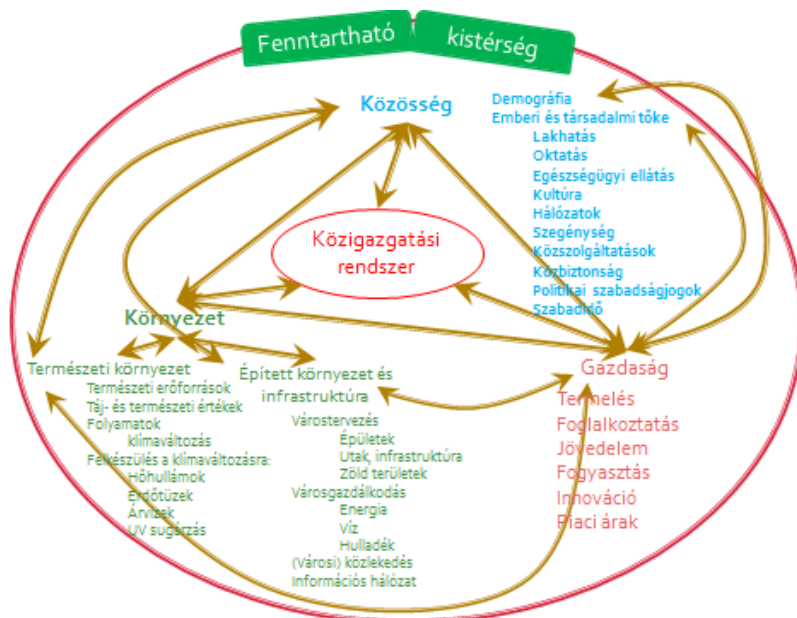 Fenntartható kistérség
Közösség
Demográfia
Emberi és társadalmi tőke
Lakhatás
Oktatás
Egészségügyi ellátás
Kultúra
Hálózatok
Szegénység
Közszolgáltatások
Közbiztonság
Politikai szabadságjogok
Szabadidő
Közigazgatási
rendszer
Környezet
Természeti környezet
Természeti erőforrások
Táj- és természeti értékek
Folyamatok
klímaváltozás
Felkészülés a klímaváltozásra:
Hőhullámok
Erdőtüzek
Árvizek
UV sugárzás
Épített környezet és
infrastruktúra
Várostervezés
Épületek
Utak, infrastruktúra
Zöld területek
Városgazdálkodás
Energia
Víz
Hulladék
(Városi) közlekedés
Információs hálózat
Gazdaság
Termelés
Foglalkoztatás
Jövedelem
Fogyasztás
Innováció
Piaci árak